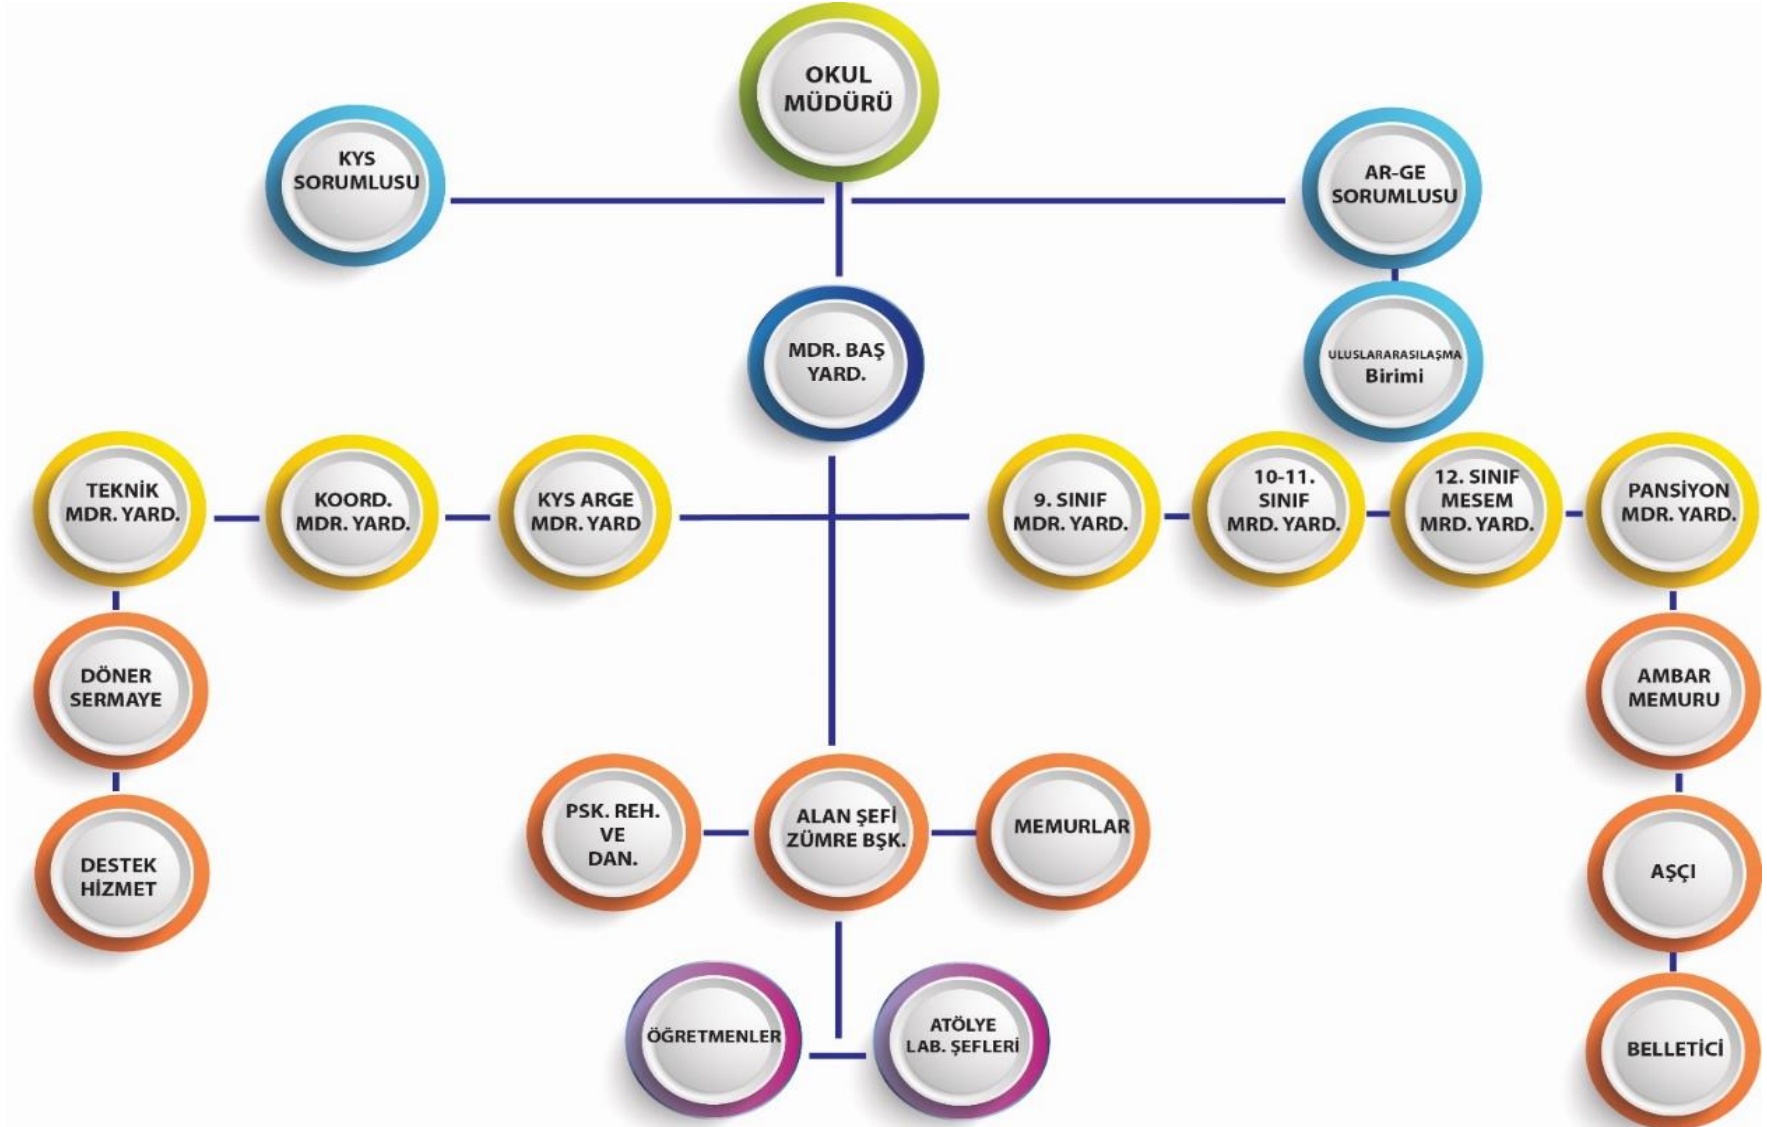 OKUL
MÜDÜRÜ
KYS
SORUMLUSU
AR-GE
SORUMLUSU
MDR. BAŞ
YARD.
ULUSLARARASILAŞMA
Birimi
TEKNİK
MDR. YARD.
KOORD.
MDR. YARD.
KYS ARGE
MDR. YARD
9. SINIF
MDR. YARD.
10-11.
SINIF
MRD. YARD.
12. SINIF
MESEM
MRD. YARD.
PANSİYON
MDR. YARD.
DÖNER
SERMAYE
AMBAR
MEMURU
PSK. REH.
VE
DAN.
ALAN ŞEFİ
ZÜMRE BŞK.
MEMURLAR
DESTEK
HİZMET
AŞÇI
ÖĞRETMENLER
ATÖLYE
LAB. ŞEFLERİ
BELLETİCİ